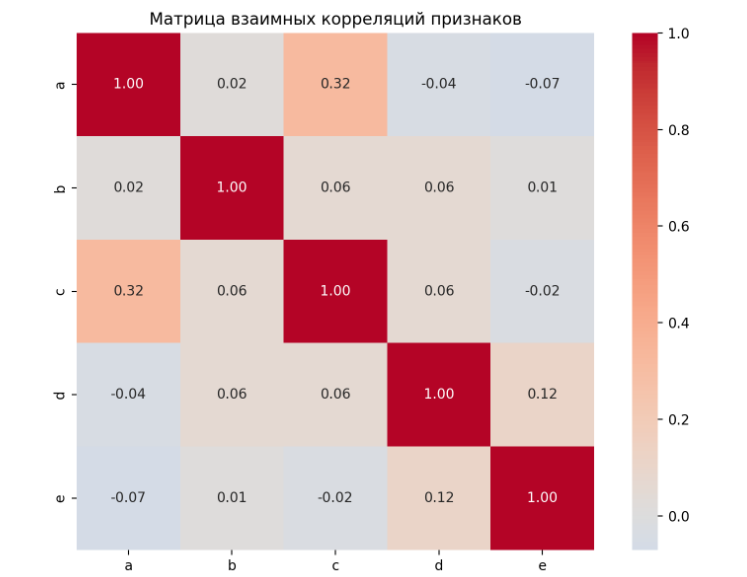 Матрица взаимных корреляций признаков
a 1.00 0.02 0.32 -0.04 -0.07
b 0.02 1.00 0.06 0.06 0.01
c 0.32 0.06 1.00 0.06 -0.02
d -0.04 0.06 0.06 1.00 0.12
e -0.07 0.01 -0.02 0.12 1.00
a b c d e
1.0
0.8
0.6
0.4
0.2
0.0